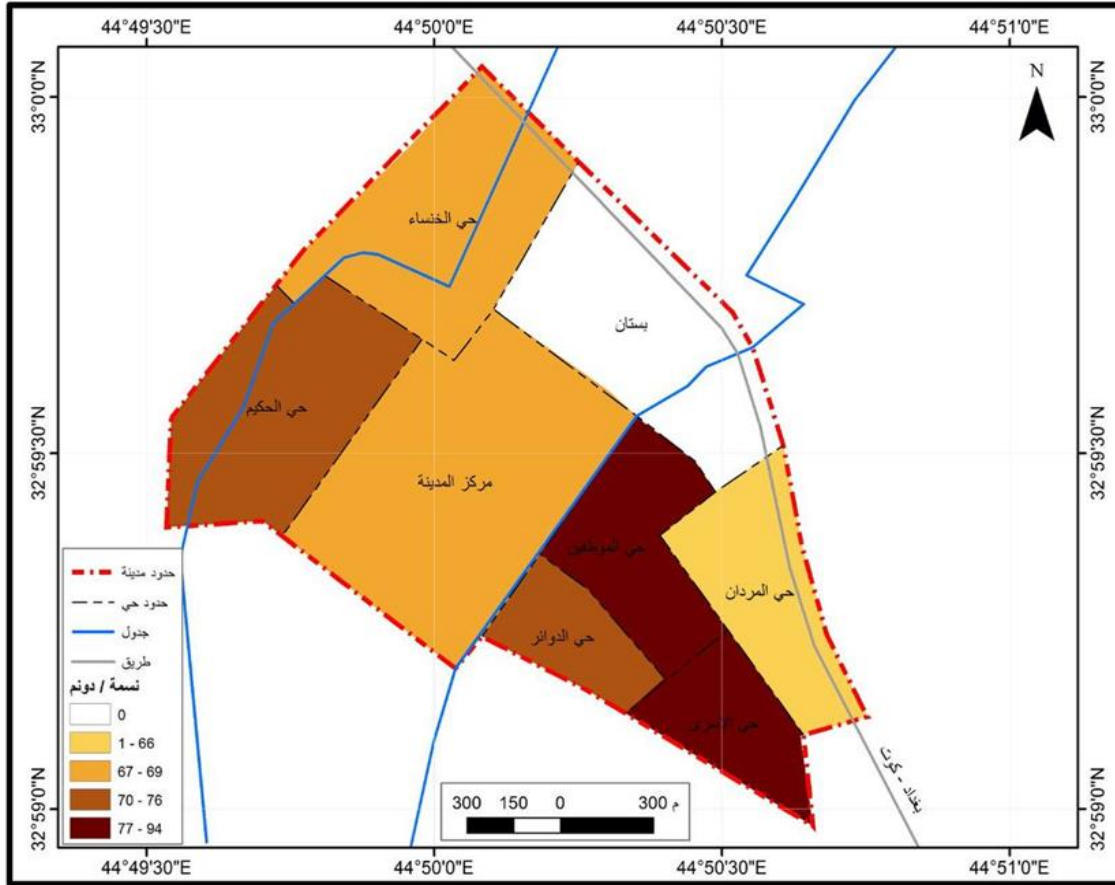 44°49'30"E 44°50'0"E 44°50'30"E 44°51'0"E
33°0'0"N 33°0'0"N
N
حي الخنساء
بستان
حي الحكيم
32°59'30"N 32°59'30"N
مركز المدينة
حي الموظفين
حي المردان
حي الدوائر
حي الاسرى
بغداد - كوت
حدود مدينة
حدود حي
جدول
طريق
نسمة / دونم
0
1 - 66
67 - 69
70 - 76
77 - 94
300 150 0 300 م
32°59'0"N 32°59'0"N
44°49'30"E 44°50'0"E 44°50'30"E 44°51'0"E